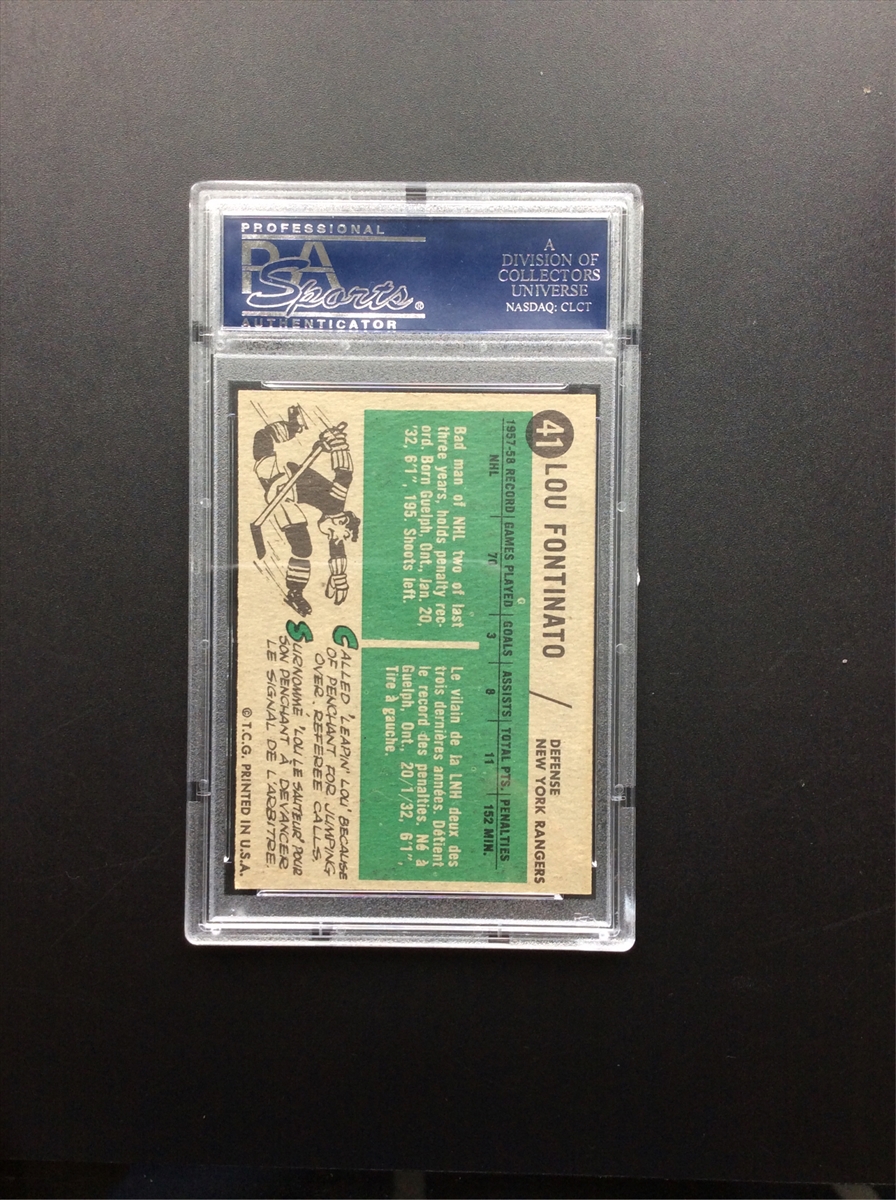 PROFESSIONAL
PSA
Sports®
AUTHENTICATOR
A
DIVISION OF
COLLECTORS
UNIVERSE
NASDAQ: CLCT
41 LOU FONTINATO / DEFENSE
NEW YORK RANGERS
1957-58 RECORD GAMES PLAYED GOALS ASSISTS TOTAL PTS. PENALTIES
NHL 70 3 8 11 152 MIN.
Bad man of NHL two of last
three years, holds penalty rec-
ord. Born Guelph, Ont., Jan. 20,
'32, 6'1", 195. Shoots left.
Le vilain de la LNH deux des
trois dernières années. Détient
le record des penalties. Né à
Guelph, Ont., 20/1/32, 6'1",
Tire à gauche.
CALLED 'LEAPIN' LOU' BECAUSE
OF PENCHANT FOR JUMPING
OVER REFEREE CALLS.
SURNOMMÉ 'LOU LE SAUTEUR' POUR
SON PENCHANT À DEVANCER
LE SIGNAL DE L'ARBITRE.
© T.C.G. PRINTED IN U.S.A.